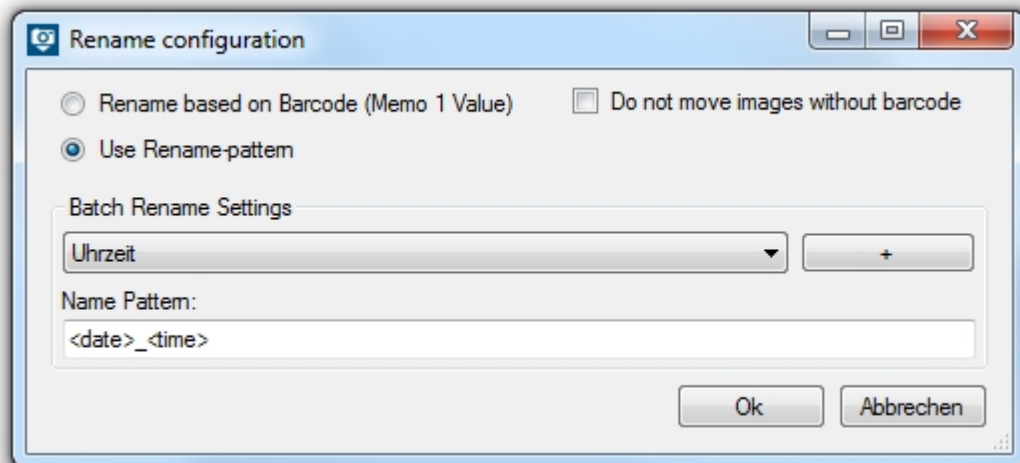 Rename configuration
Rename based on Barcode (Memo 1 Value)
Do not move images without barcode
Use Rename-pattern
Batch Rename Settings
Uhrzeit
+
Name Pattern:
<date>_<time>
Ok
Abbrechen